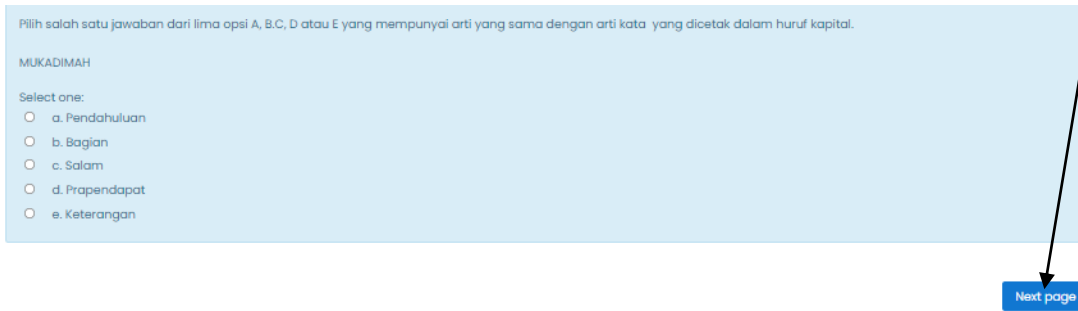 Pilih salah satu jawaban dari lima opsi A, B.C, D atau E yang mempunyai arti yang sama dengan arti kata yang dicetak dalam huruf kapital.
MUKADIMAH
Select one:
a. Pendahuluan
b. Bagian
c. Salam
d. Prapendapat
e. Keterangan
Next page